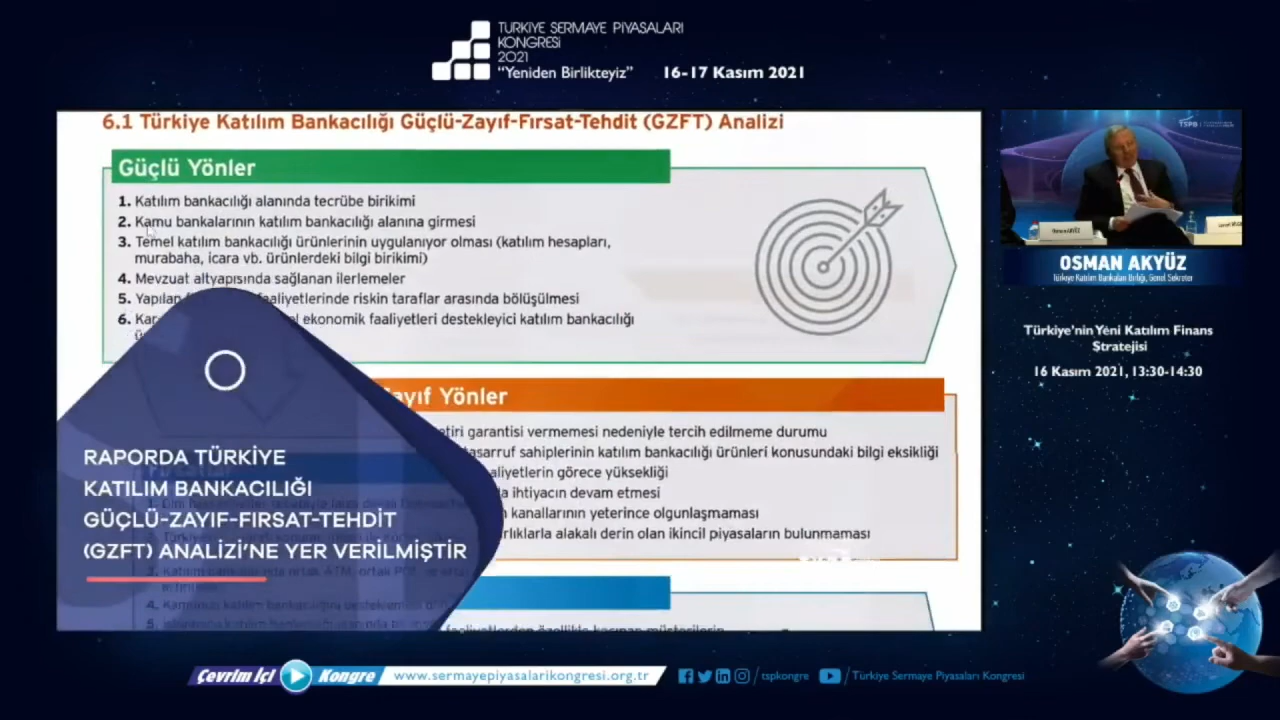 TÜRKİYE SERMAYE PİYASALARI
KONGRESİ
2021
"Yeniden Birlikteyiz" 16-17 Kasım 2021
6.1 Türkiye Katılım Bankacılığı Güçlü-Zayıf-Fırsat-Tehdit (GZFT) Analizi
Güçlü Yönler
1. Katılım bankacılığı alanında tecrübe birikimi
2. Kamu bankalarının katılım bankacılığı alanına girmesi
3. Temel katılım bankacılığı ürünlerinin uygulanıyor olması (katılım hesapları,
murabaha, icara vb. ürünlerdeki bilgi birikimi)
4. Mevzuat altyapısında sağlanan ilerlemeler
5. Yapılan faaliyetlerinde riskin taraflar arasında bölüşülmesi
6. ekonomik faaliyetleri destekleyici katılım bankacılığı
Zayıf Yönler
garantisi vermemesi nedeniyle tercih edilmeme durumu
tasarruf sahiplerinin katılım bankacılığı ürünleri konusundaki bilgi eksikliği
görece yüksekliği
ihtiyacın devam etmesi
kanallarının yeterince olgunlaşmaması
alakalı derin olan ikincil piyasaların bulunmaması
3.
4.
5. faaliyetlerden özellikle kaçınan müşterilerin
RAPORDA TÜRKİYE
KATILIM BANKACILIĞI
GÜÇLÜ-ZAYIF-FIRSAT-TEHDİT
(GZFT) ANALİZİ'NE YER VERİLMİŞTİR
TSPB
OSMAN AKYÜZ
Türkiye Katılım Bankaları Birliği, Genel Sekreter
Türkiye'nin Yeni Katılım Finans
Stratejisi
16 Kasım 2021, 13:30-14:30
Çevrim İçi Kongre www.sermayepiyasalarikongresi.org.tr /tspkongre /Türkiye Sermaye Piyasaları Kongresi